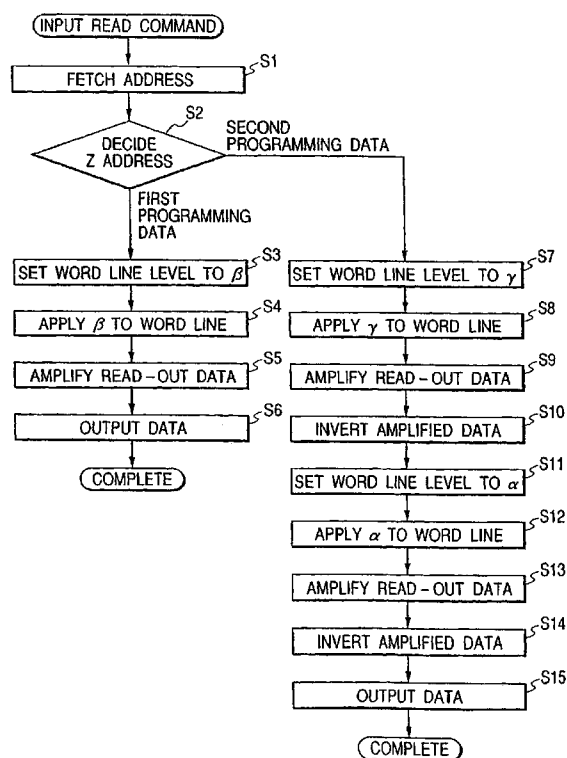 INPUT READ COMMAND
S1
FETCH ADDRESS
S2
DECIDE
Z ADDRESS
SECOND
PROGRAMMING DATA
FIRST
PROGRAMMING
DATA
S3
SET WORD LINE LEVEL TO β
S4
APPLY β TO WORD LINE
S5
AMPLIFY READ-OUT DATA
S6
OUTPUT DATA
COMPLETE
S7
SET WORD LINE LEVEL TO γ
S8
APPLY γ TO WORD LINE
S9
AMPLIFY READ-OUT DATA
S10
INVERT AMPLIFIED DATA
S11
SET WORD LINE LEVEL TO α
S12
APPLY α TO WORD LINE
S13
AMPLIFY READ-OUT DATA
S14
INVERT AMPLIFIED DATA
S15
OUTPUT DATA
COMPLETE